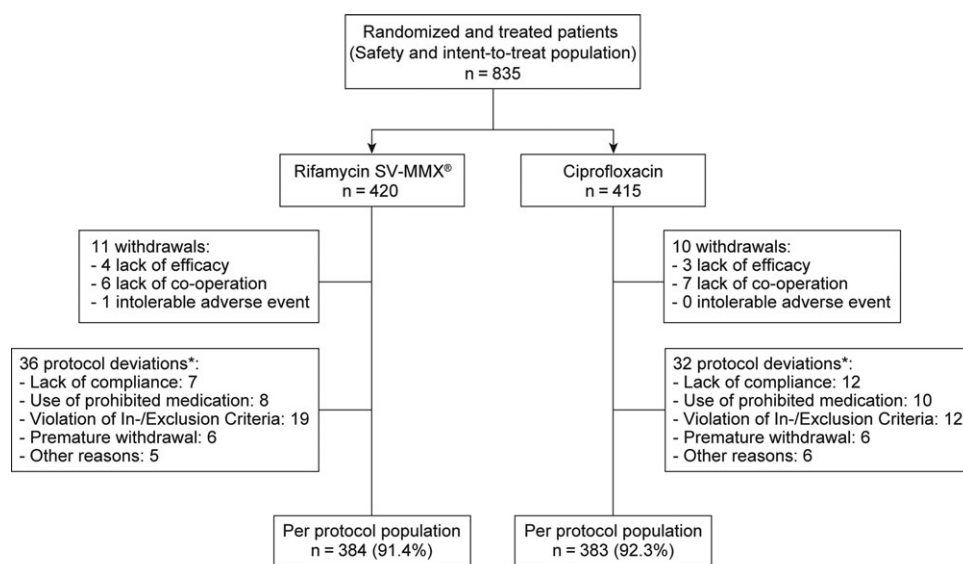 Randomized and treated patients
(Safety and intent-to-treat population)
n = 835
Rifamycin SV-MMX®
n = 420
Ciprofloxacin
n = 415
11 withdrawals:
- 4 lack of efficacy
- 6 lack of co-operation
- 1 intolerable adverse event
10 withdrawals:
- 3 lack of efficacy
- 7 lack of co-operation
- 0 intolerable adverse event
36 protocol deviations*:
- Lack of compliance: 7
- Use of prohibited medication: 8
- Violation of In-/Exclusion Criteria: 19
- Premature withdrawal: 6
- Other reasons: 5
32 protocol deviations*:
- Lack of compliance: 12
- Use of prohibited medication: 10
- Violation of In-/Exclusion Criteria: 12
- Premature withdrawal: 6
- Other reasons: 6
Per protocol population
n = 384 (91.4%)
Per protocol population
n = 383 (92.3%)